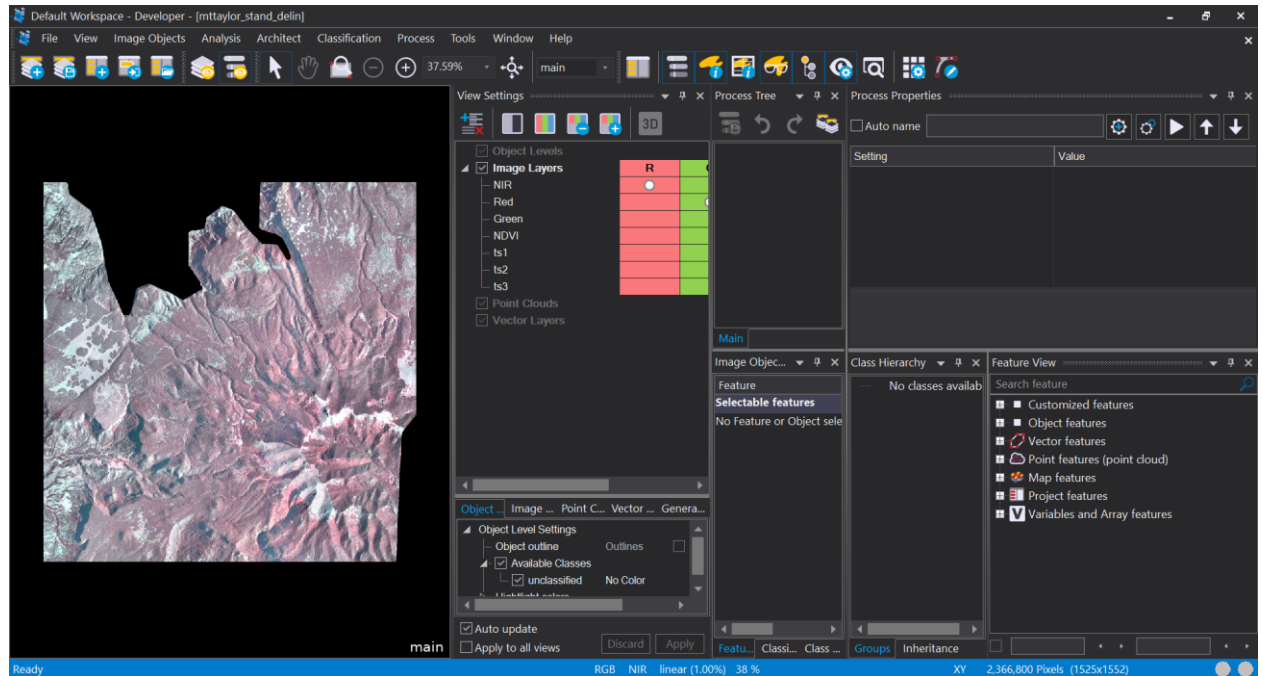 Default Workspace - Developer - [mttaylor_stand_delin]
File View Image Objects Analysis Architect Classification Process Tools Window Help
37.59% main
View Settings
3D
Object Levels
Image Layers R
NIR
Red
Green
NDVI
ts1
ts2
ts3
Point Clouds
Vector Layers
Object ... Image ... Point C... Vector ... Genera...
Object Level Settings
Object outline Outlines
Available Classes
unclassified No Color
Auto update
Apply to all views Discard Apply
Process Tree
Main
Process Properties
Auto name
Setting Value
Image Objec...
Feature
Selectable features
No Feature or Object sele
Featu... Classi... Class ...
Class Hierarchy
No classes availab
Groups Inheritance
Feature View
Search feature
Customized features
Object features
Vector features
Point features (point cloud)
Map features
Project features
V Variables and Array features
main
Ready RGB NIR linear (1.00%) 38 % XY 2,366,800 Pixels (1525x1552)